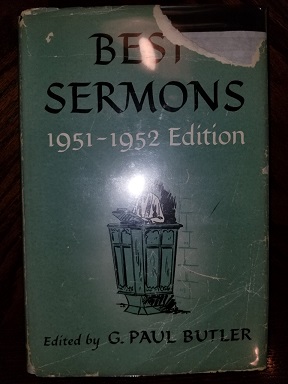 BEST
SERMONS
1951-1952 Edition
Edited by G. PAUL BUTLER